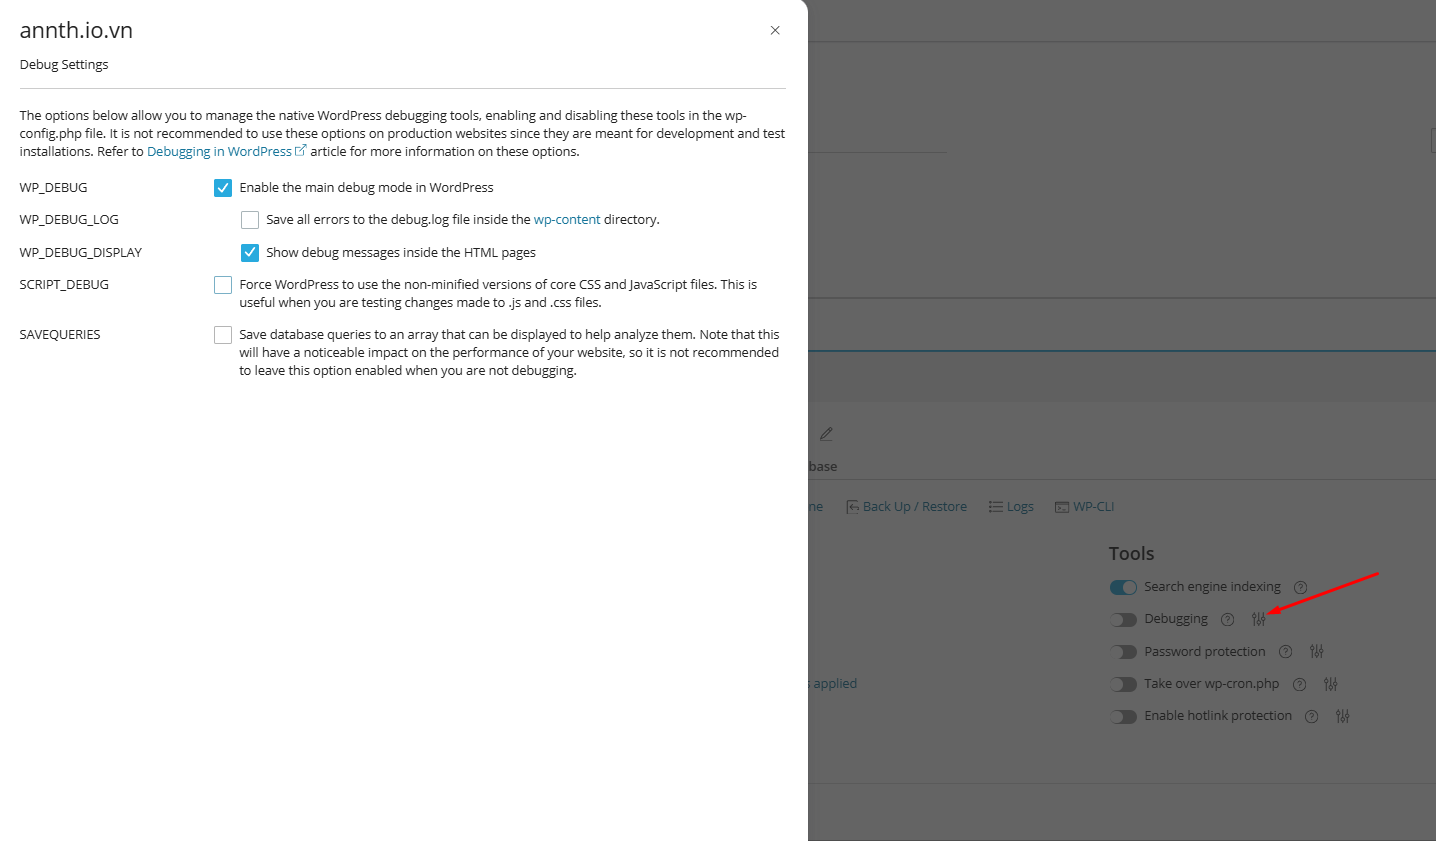 annth.io.vn
Debug Settings
The options below allow you to manage the native WordPress debugging tools, enabling and disabling these tools in the wp-
config.php file. It is not recommended to use these options on production websites since they are meant for development and test
installations. Refer to Debugging in WordPress article for more information on these options.
WP_DEBUG
Enable the main debug mode in WordPress
WP_DEBUG_LOG
Save all errors to the debug.log file inside the wp-content directory.
WP_DEBUG_DISPLAY
Show debug messages inside the HTML pages
SCRIPT_DEBUG
Force WordPress to use the non-minified versions of core CSS and JavaScript files. This is
useful when you are testing changes made to .js and .css files.
SAVEQUERIES
Save database queries to an array that can be displayed to help analyze them. Note that this
will have a noticeable impact on the performance of your website, so it is not recommended
to leave this option enabled when you are not debugging.
base
ne Back Up / Restore Logs WP-CLI
Tools
Search engine indexing
Debugging
Password protection
s applied
Take over wp-cron.php
Enable hotlink protection